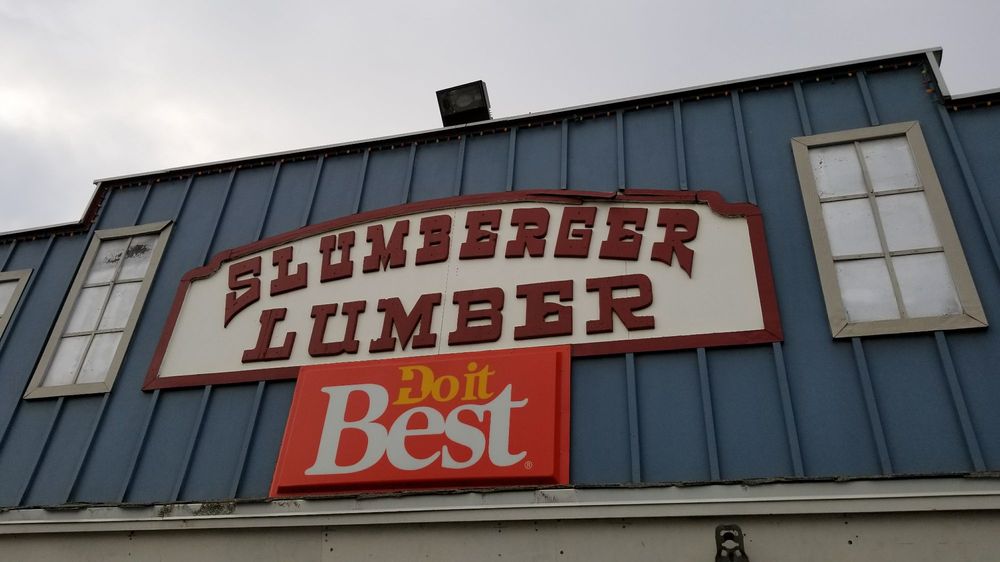 SLUMBERGER
LUMBER
Do it
Best
®